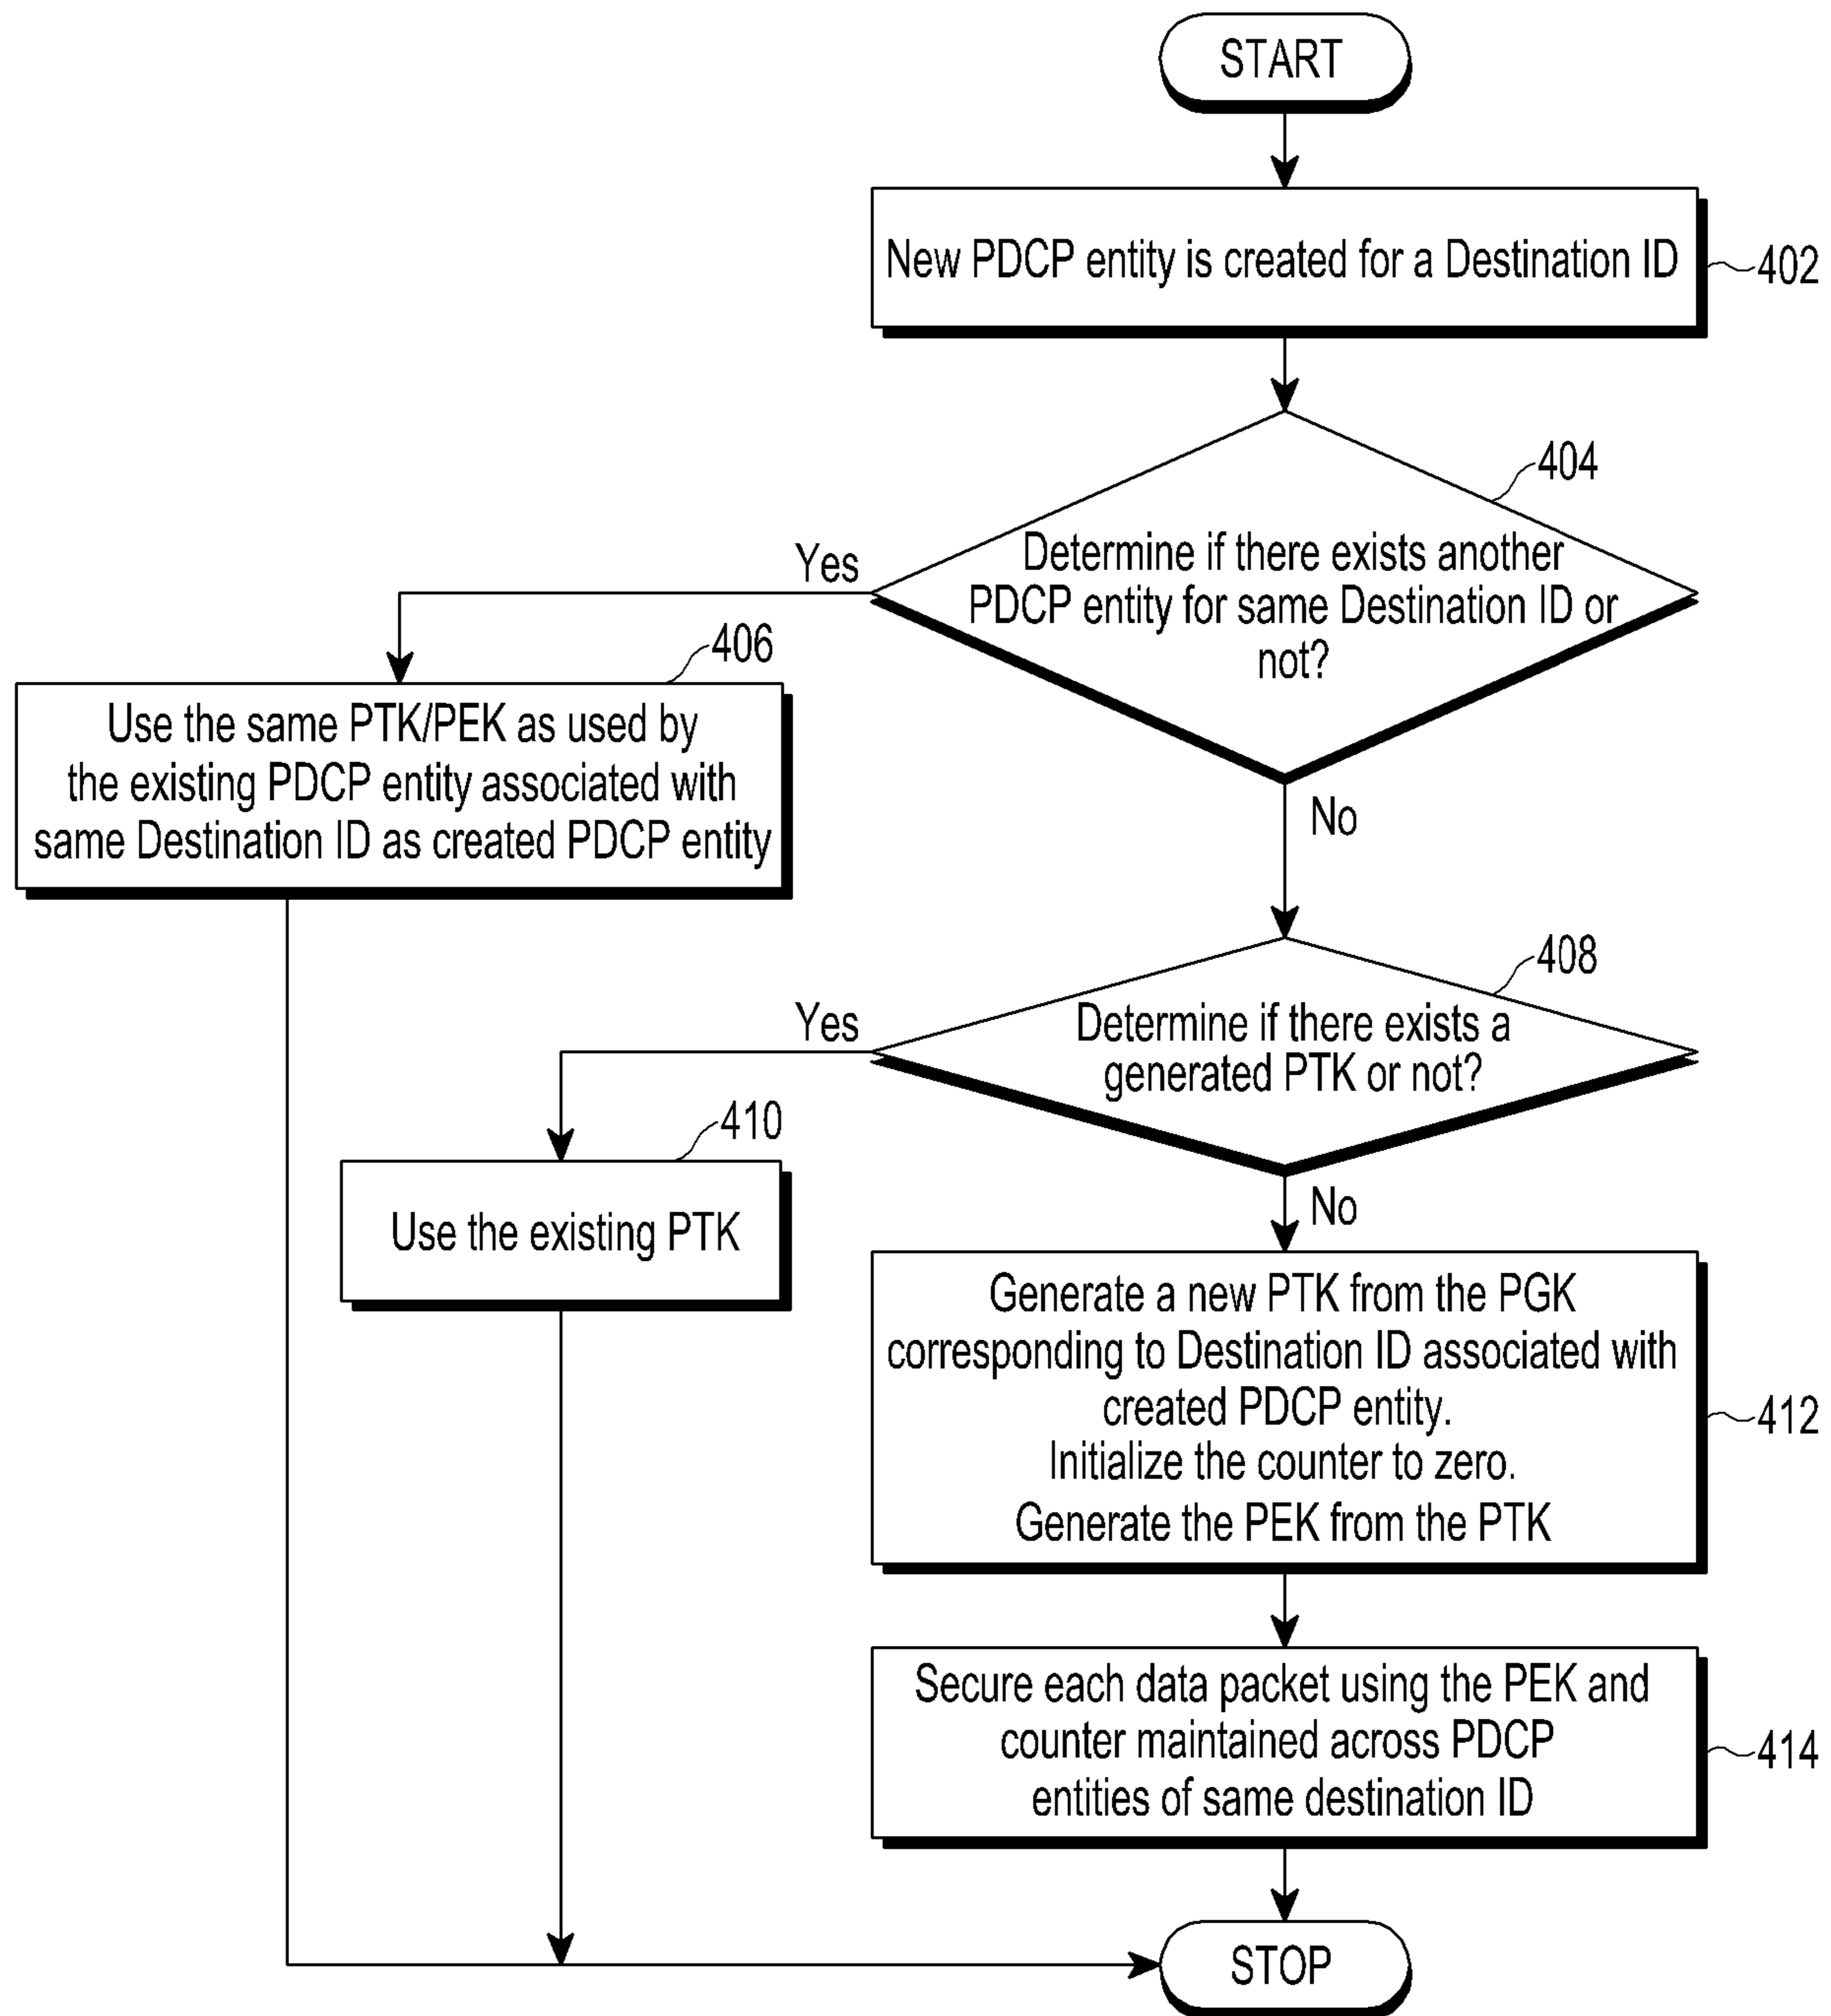 START
New PDCP entity is created for a Destination ID
402
404
Determine if there exists another
PDCP entity for same Destination ID or
not?
Yes
406
Use the same PTK/PEK as used by
the existing PDCP entity associated with
same Destination ID as created PDCP entity
No
408
Determine if there exists a
generated PTK or not?
Yes
410
Use the existing PTK
No
Generate a new PTK from the PGK
corresponding to Destination ID associated with
created PDCP entity.
Initialize the counter to zero.
Generate the PEK from the PTK
412
Secure each data packet using the PEK and
counter maintained across PDCP
entities of same destination ID
414
STOP